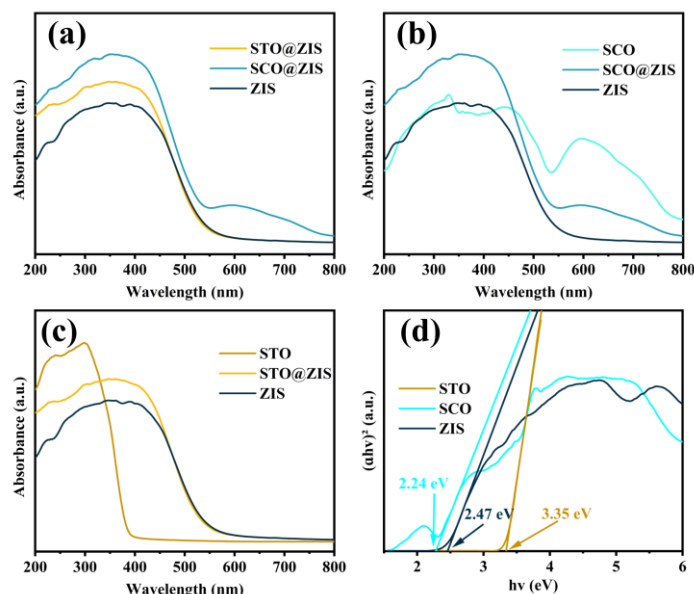 (a)
STO@ZIS
SCO@ZIS
ZIS
Absorbance (a.u.)
200 300 400 500 600 700 800
Wavelength (nm)
(b)
SCO
SCO@ZIS
ZIS
Absorbance (a.u.)
200 300 400 500 600 700 800
Wavelength (nm)
(c)
STO
STO@ZIS
ZIS
Absorbance (a.u.)
200 300 400 500 600 700 800
Wavelength (nm)
(d)
STO
SCO
ZIS
(αhν)² (a.u.)
2.24 eV
2.47 eV
3.35 eV
2 3 4 5 6
hν (eV)